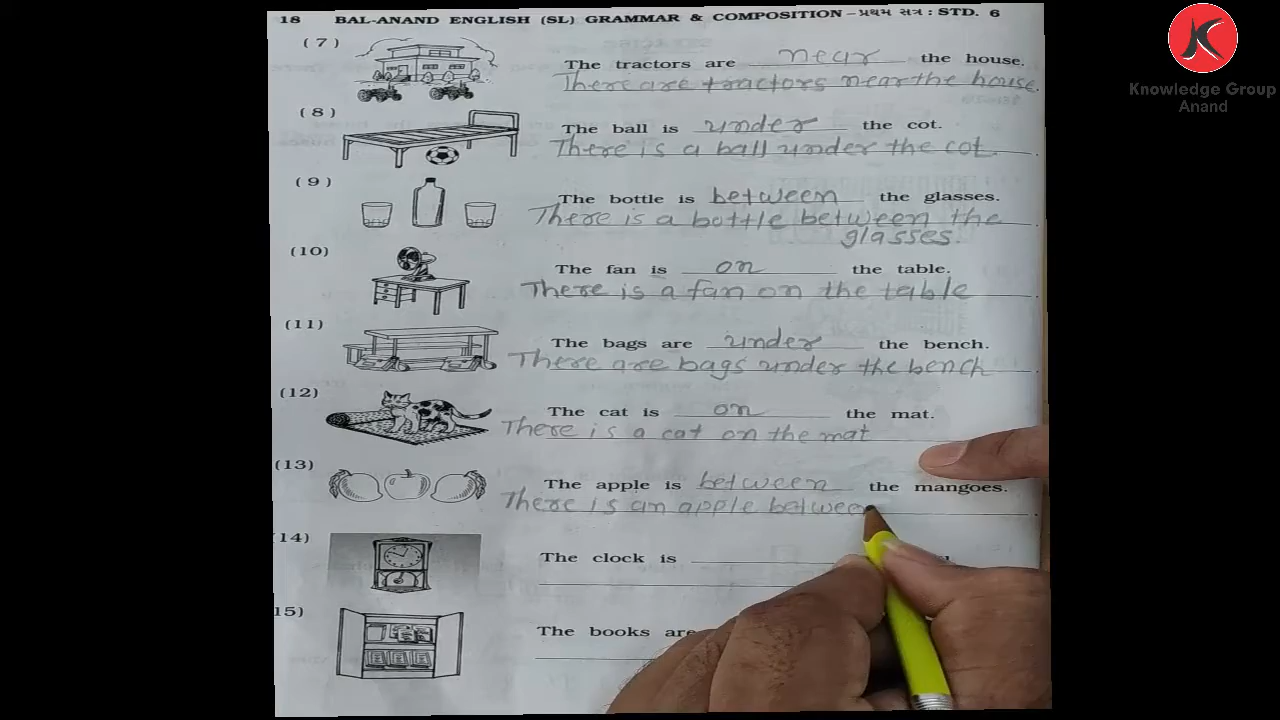 18 BAL-ANAND ENGLISH (SL) GRAMMAR & COMPOSITION – પ્રથમ સત્ર : STD. 6
Knowledge Group
Anand
(7)
The tractors are near the house.
There are tractors near the house.
(8)
The ball is under the cot.
There is a ball under the cot.
(9)
The bottle is between the glasses.
There is a bottle between the
glasses.
(10)
The fan is on the table.
There is a fan on the table.
(11)
The bags are under the bench.
There are bags under the bench.
(12)
The cat is on the mat.
There is a cat on the mat.
(13)
The apple is between the mangoes.
There is an apple between.
14)
The clock is
15)
The books are